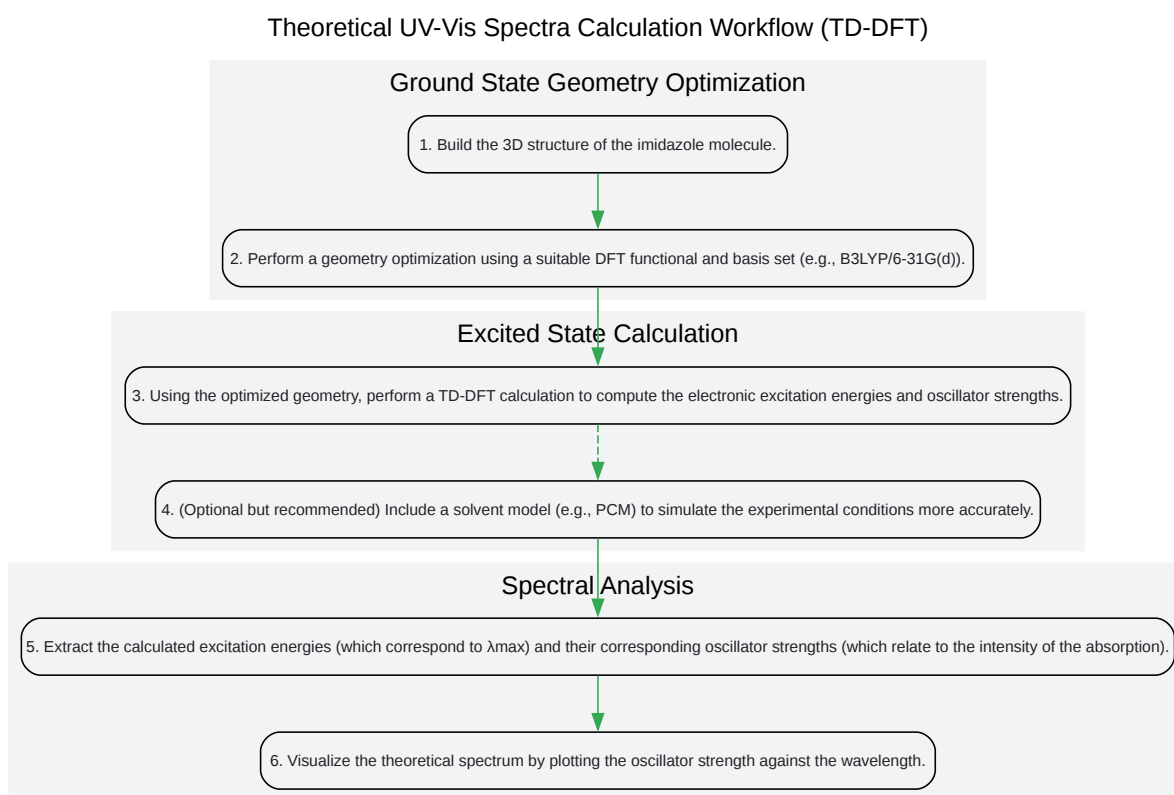 Theoretical UV-Vis Spectra Calculation Workflow (TD-DFT)
Ground State Geometry Optimization
1. Build the 3D structure of the imidazole molecule.
2. Perform a geometry optimization using a suitable DFT functional and basis set (e.g., B3LYP/6-31G(d)).
Excited State Calculation
3. Using the optimized geometry, perform a TD-DFT calculation to compute the electronic excitation energies and oscillator strengths.
4. (Optional but recommended) Include a solvent model (e.g., PCM) to simulate the experimental conditions more accurately.
Spectral Analysis
5. Extract the calculated excitation energies (which correspond to λmax) and their corresponding oscillator strengths (which relate to the intensity of the absorption).
6. Visualize the theoretical spectrum by plotting the oscillator strength against the wavelength.